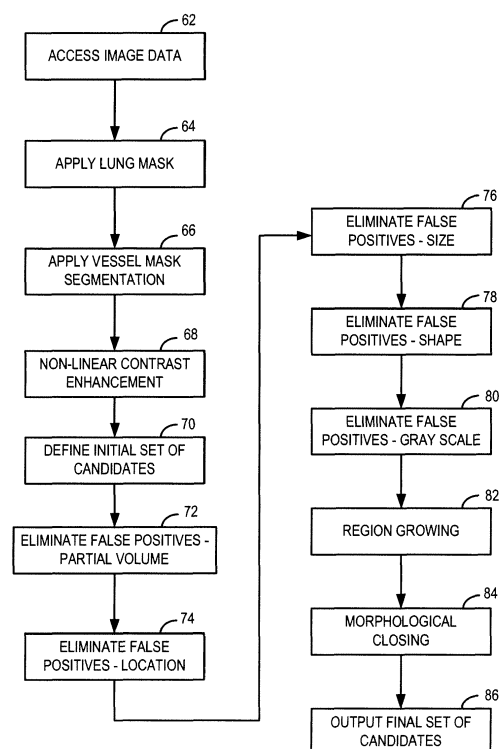 62
ACCESS IMAGE DATA
64
APPLY LUNG MASK
66
APPLY VESSEL MASK
SEGMENTATION
68
NON-LINEAR CONTRAST
ENHANCEMENT
70
DEFINE INITIAL SET OF
CANDIDATES
72
ELIMINATE FALSE POSITIVES -
PARTIAL VOLUME
74
ELIMINATE FALSE
POSITIVES - LOCATION
76
ELIMINATE FALSE
POSITIVES - SIZE
78
ELIMINATE FALSE
POSITIVES - SHAPE
80
ELIMINATE FALSE
POSITIVES - GRAY SCALE
82
REGION GROWING
84
MORPHOLOGICAL
CLOSING
86
OUTPUT FINAL SET OF
CANDIDATES